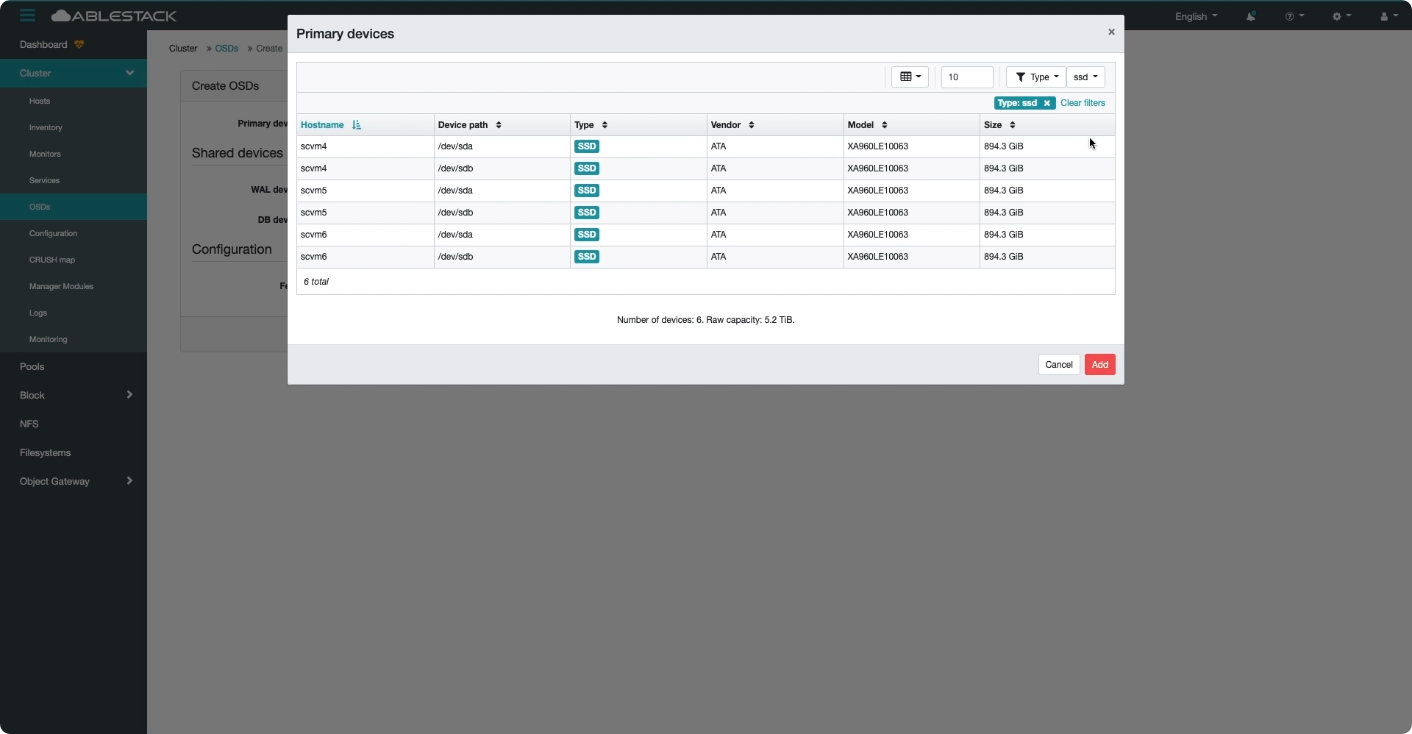 ABLESTACK
English
Dashboard
Cluster
Hosts
Inventory
Monitors
Services
OSDs
Configuration
CRUSH map
Manager Modules
Logs
Monitoring
Pools
Block
NFS
Filesystems
Object Gateway
Cluster » OSDs » Create
Create OSDs
Primary dev
Shared devices
WAL dev
DB dev
Configuration
Fe
Primary devices ×
10 Type ssd
Type: ssd × Clear filters
Hostname Device path Type Vendor Model Size
scvm4 /dev/sda SSD ATA XA960LE10063 894.3 GiB
scvm4 /dev/sdb SSD ATA XA960LE10063 894.3 GiB
scvm5 /dev/sda SSD ATA XA960LE10063 894.3 GiB
scvm5 /dev/sdb SSD ATA XA960LE10063 894.3 GiB
scvm6 /dev/sda SSD ATA XA960LE10063 894.3 GiB
scvm6 /dev/sdb SSD ATA XA960LE10063 894.3 GiB
6 total
Number of devices: 6. Raw capacity: 5.2 TiB.
Cancel Add